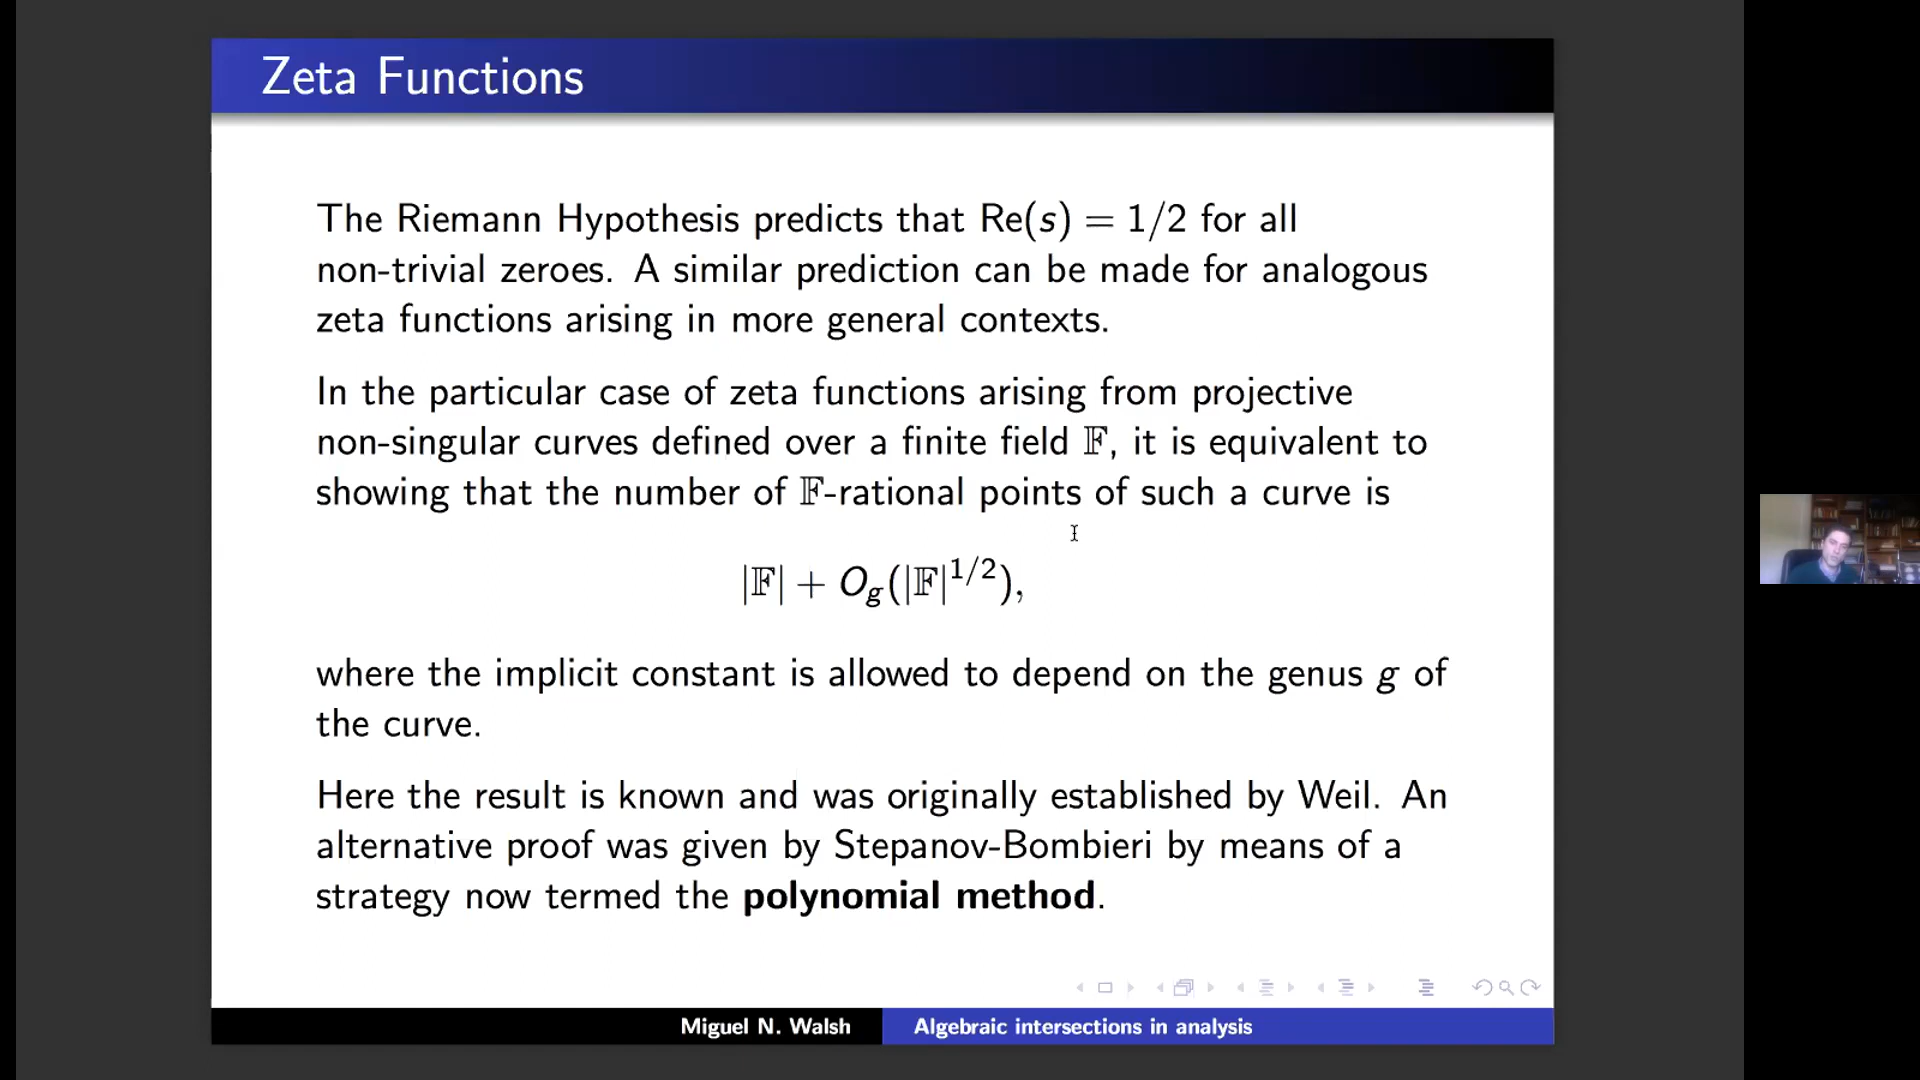 Zeta Functions
The Riemann Hypothesis predicts that Re(s) = 1/2 for all
non-trivial zeroes. A similar prediction can be made for analogous
zeta functions arising in more general contexts.
In the particular case of zeta functions arising from projective
non-singular curves defined over a finite field 𝔽, it is equivalent to
showing that the number of 𝔽-rational points of such a curve is
|𝔽| + O_g(|𝔽|^{1/2}),
where the implicit constant is allowed to depend on the genus g of
the curve.
Here the result is known and was originally established by Weil. An
alternative proof was given by Stepanov-Bombieri by means of a
strategy now termed the polynomial method.
Miguel N. Walsh
Algebraic intersections in analysis